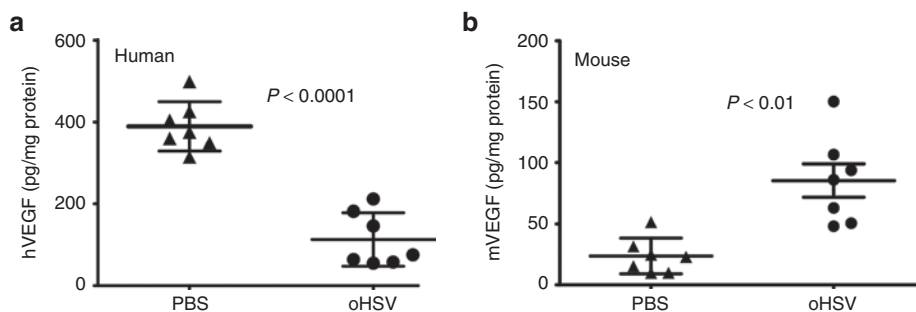 a
600
400
200
0
hVEGF (pg/mg protein)
Human
P < 0.0001
PBS
oHSV
b
200
150
100
50
0
mVEGF (pg/mg protein)
Mouse
P < 0.01
PBS
oHSV